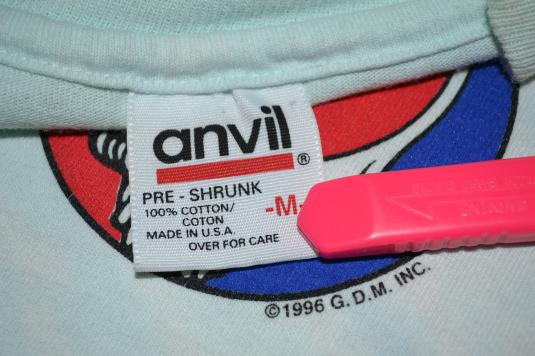 anvil®
PRE - SHRUNK
100% COTTON/
COTON
-M-
MADE IN U.S.A.
OVER FOR CARE
©1996 G. D. M. INC.